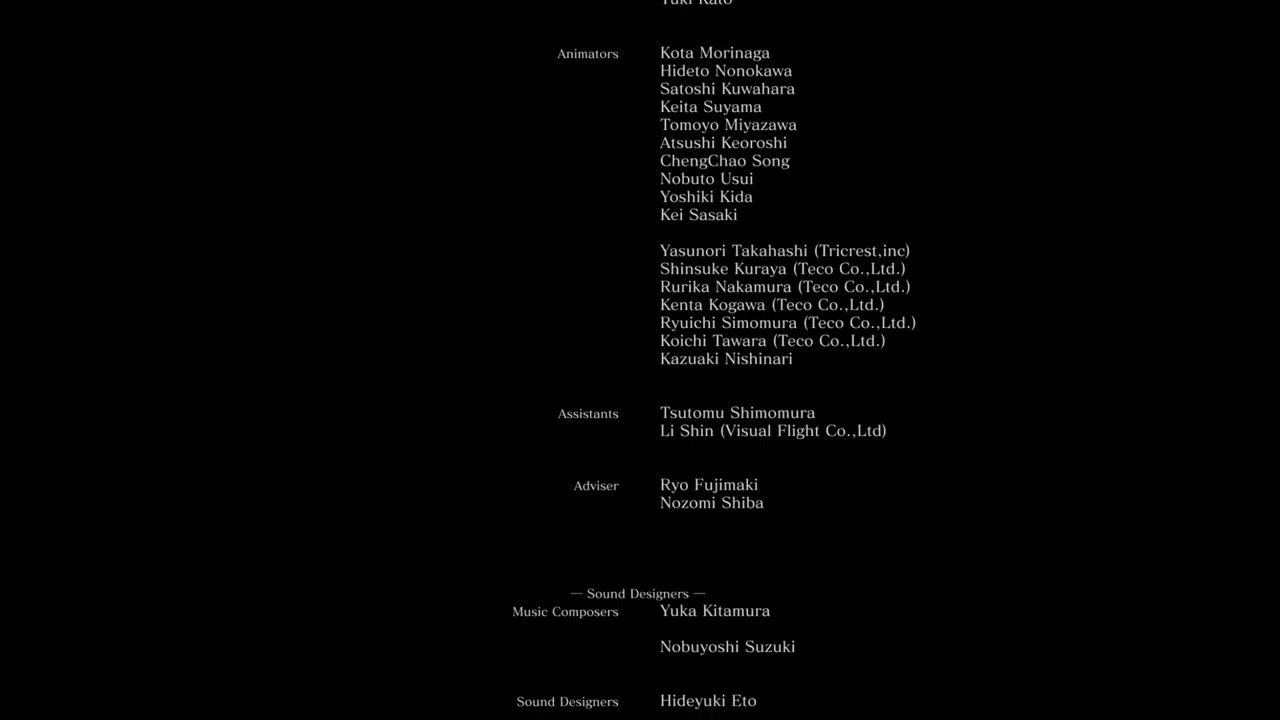 Yuki Kato
Animators Kota Morinaga
Hideto Nonokawa
Satoshi Kuwahara
Keita Suyama
Tomoyo Miyazawa
Atsushi Keoroshi
ChengChao Song
Nobuto Usui
Yoshiki Kida
Kei Sasaki
Yasunori Takahashi (Tricrest,inc)
Shinsuke Kuraya (Teco Co.,Ltd.)
Rurika Nakamura (Teco Co.,Ltd.)
Kenta Kogawa (Teco Co.,Ltd.)
Ryuichi Simomura (Teco Co.,Ltd.)
Koichi Tawara (Teco Co.,Ltd.)
Kazuaki Nishinari
Assistants Tsutomu Shimomura
Li Shin (Visual Flight Co.,Ltd)
Adviser Ryo Fujimaki
Nozomi Shiba
— Sound Designers —
Music Composers Yuka Kitamura
Nobuyoshi Suzuki
Sound Designers Hideyuki Eto